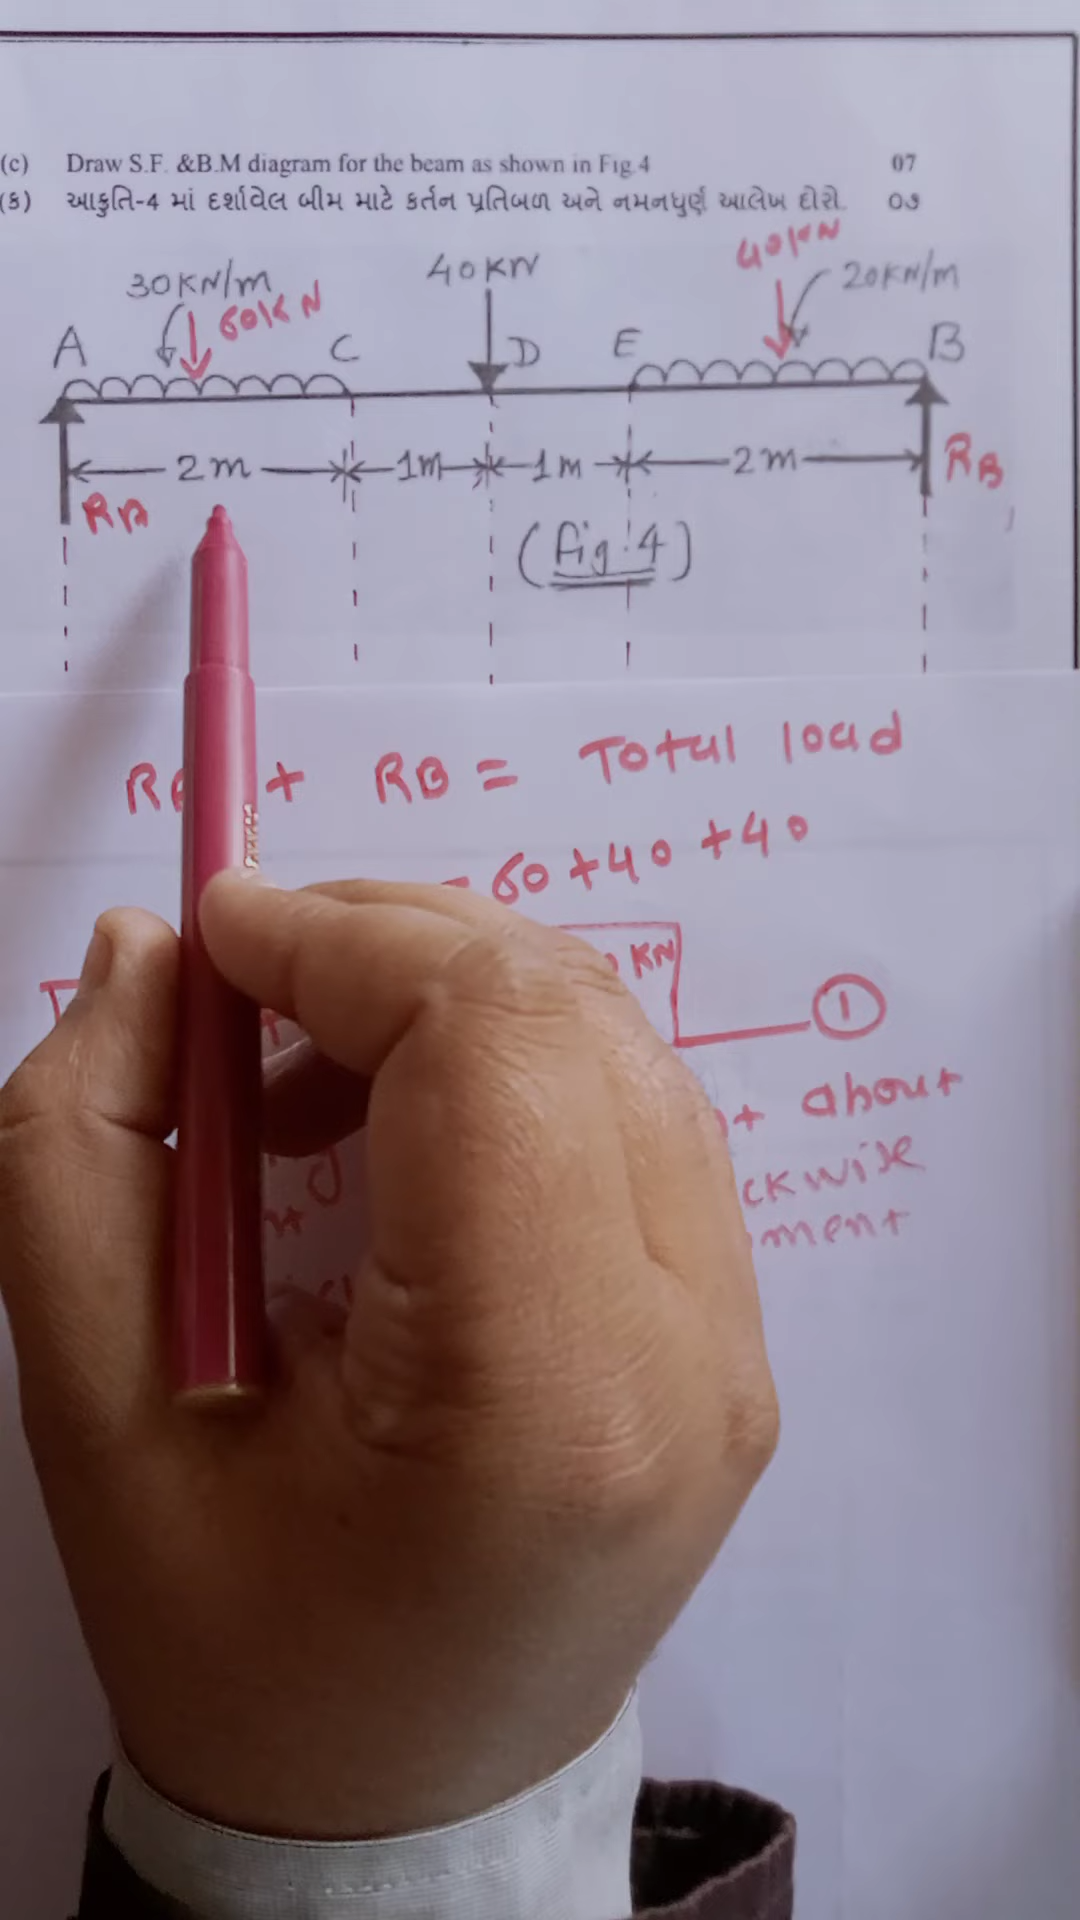 (c) Draw S.F. &B.M diagram for the beam as shown in Fig.4 07
(ક) આકૃતિ-4 માં દર્શાવેલ બીમ માટે કર્તન પ્રતિબળ અને નમનઘુર્ણ આલેખ દોરો. ૦૭
40KN
30KN/m 40KN 20KN/m
60KN
A C D E B
2m 1m 1m 2m
RA RB
(Fig.4)
+ RB = Total load
60+40+40
KN
1
about